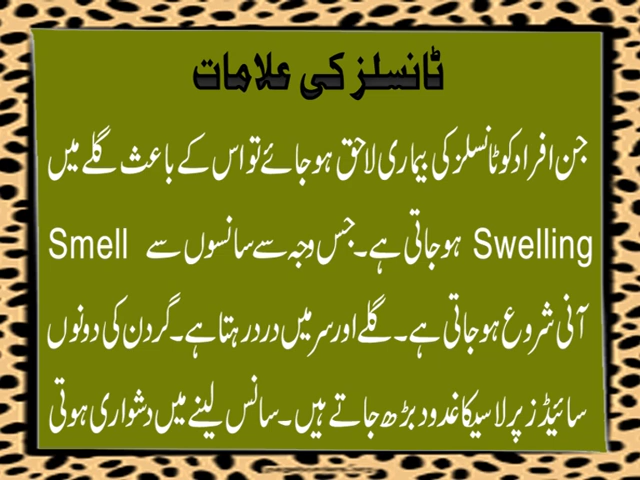 ٹانسلز کی علامات
جن افراد کو ٹانسلز کی بیماری لاحق ہو جائے تو اس کے باعث گلے میں
Swelling ہو جاتی ہے۔ جس وجہ سے سانسوں سے Smell
آنی شروع ہو جاتی ہے۔ گلے اور سر میں درد رہتا ہے۔ گردن کی دونوں
سائیڈز پر لاسیکا غدود بڑھ جاتے ہیں۔ سانس لینے میں دشواری ہوتی